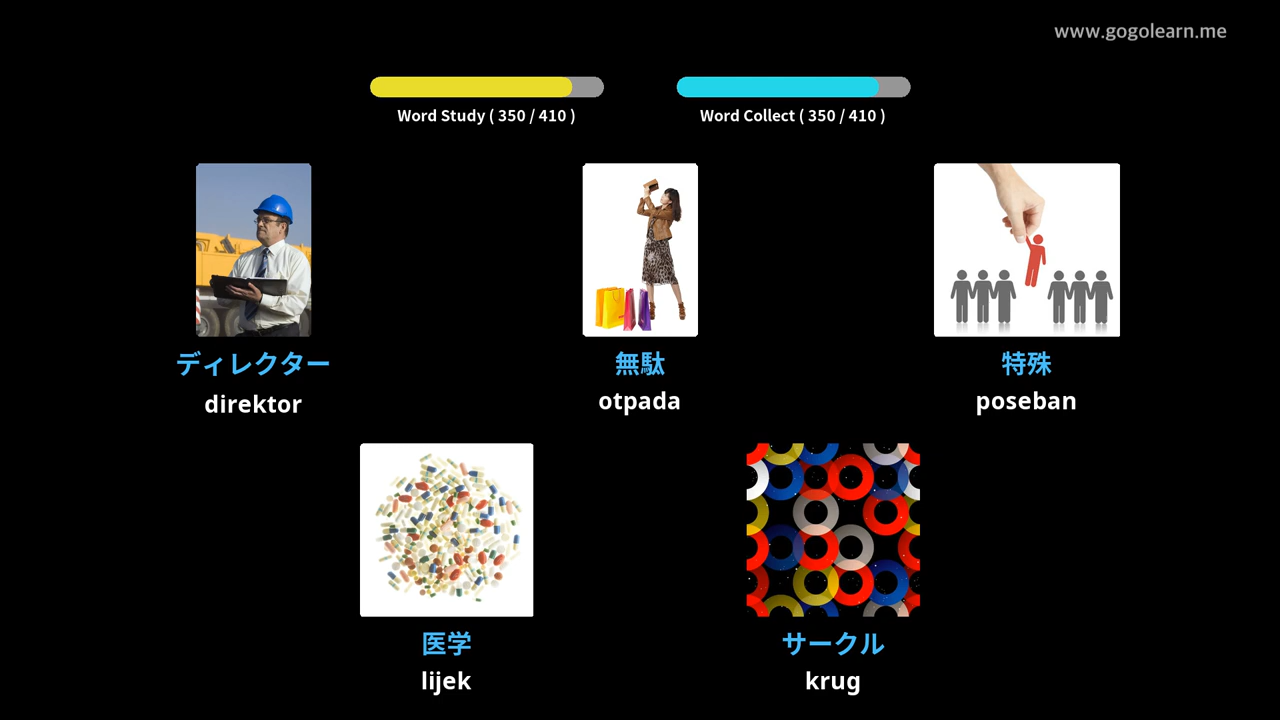 www.gogolearn.me
Word Study ( 350 / 410 )
Word Collect ( 350 / 410 )
ディレクター
direktor
無駄
otpada
特殊
poseban
医学
lijek
サークル
krug